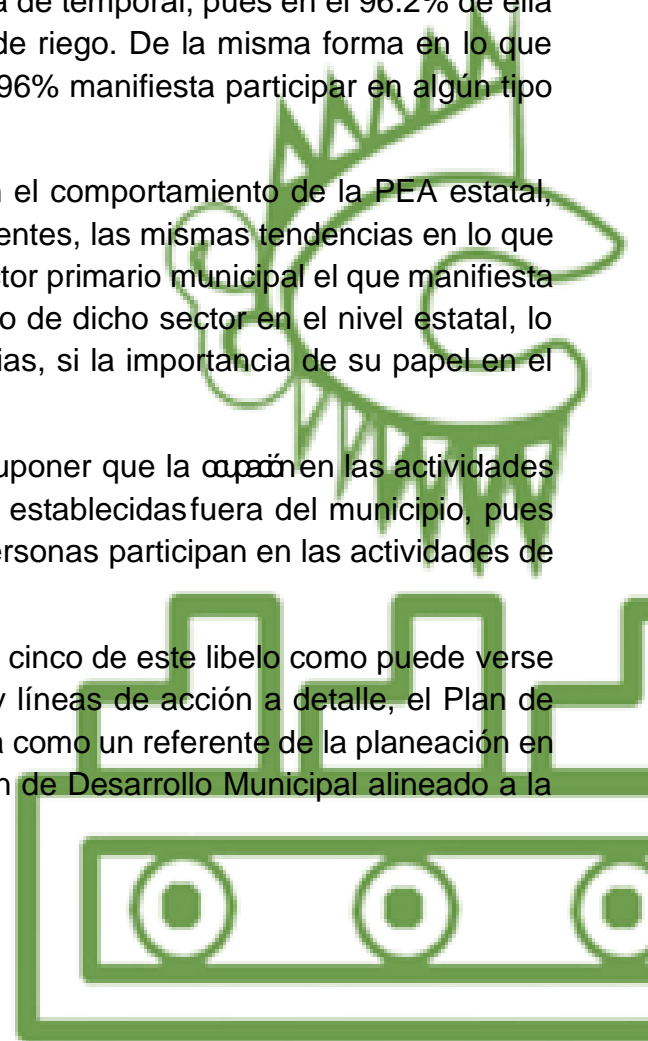 a de temporal, pues en el 96.2% de ella
de riego. De la misma forma en lo que
96% manifiesta participar en algún tipo
el comportamiento de la PEA estatal,
entes, las mismas tendencias en lo que
ctor primario municipal el que manifiesta
o de dicho sector en el nivel estatal, lo
ias, si la importancia de su papel en el
uponer que la ocupación en las actividades
establecidas fuera del municipio, pues
ersonas participan en las actividades de
cinco de este libelo como puede verse
y líneas de acción a detalle, el Plan de
a como un referente de la planeación en
n de Desarrollo Municipal alineado a la